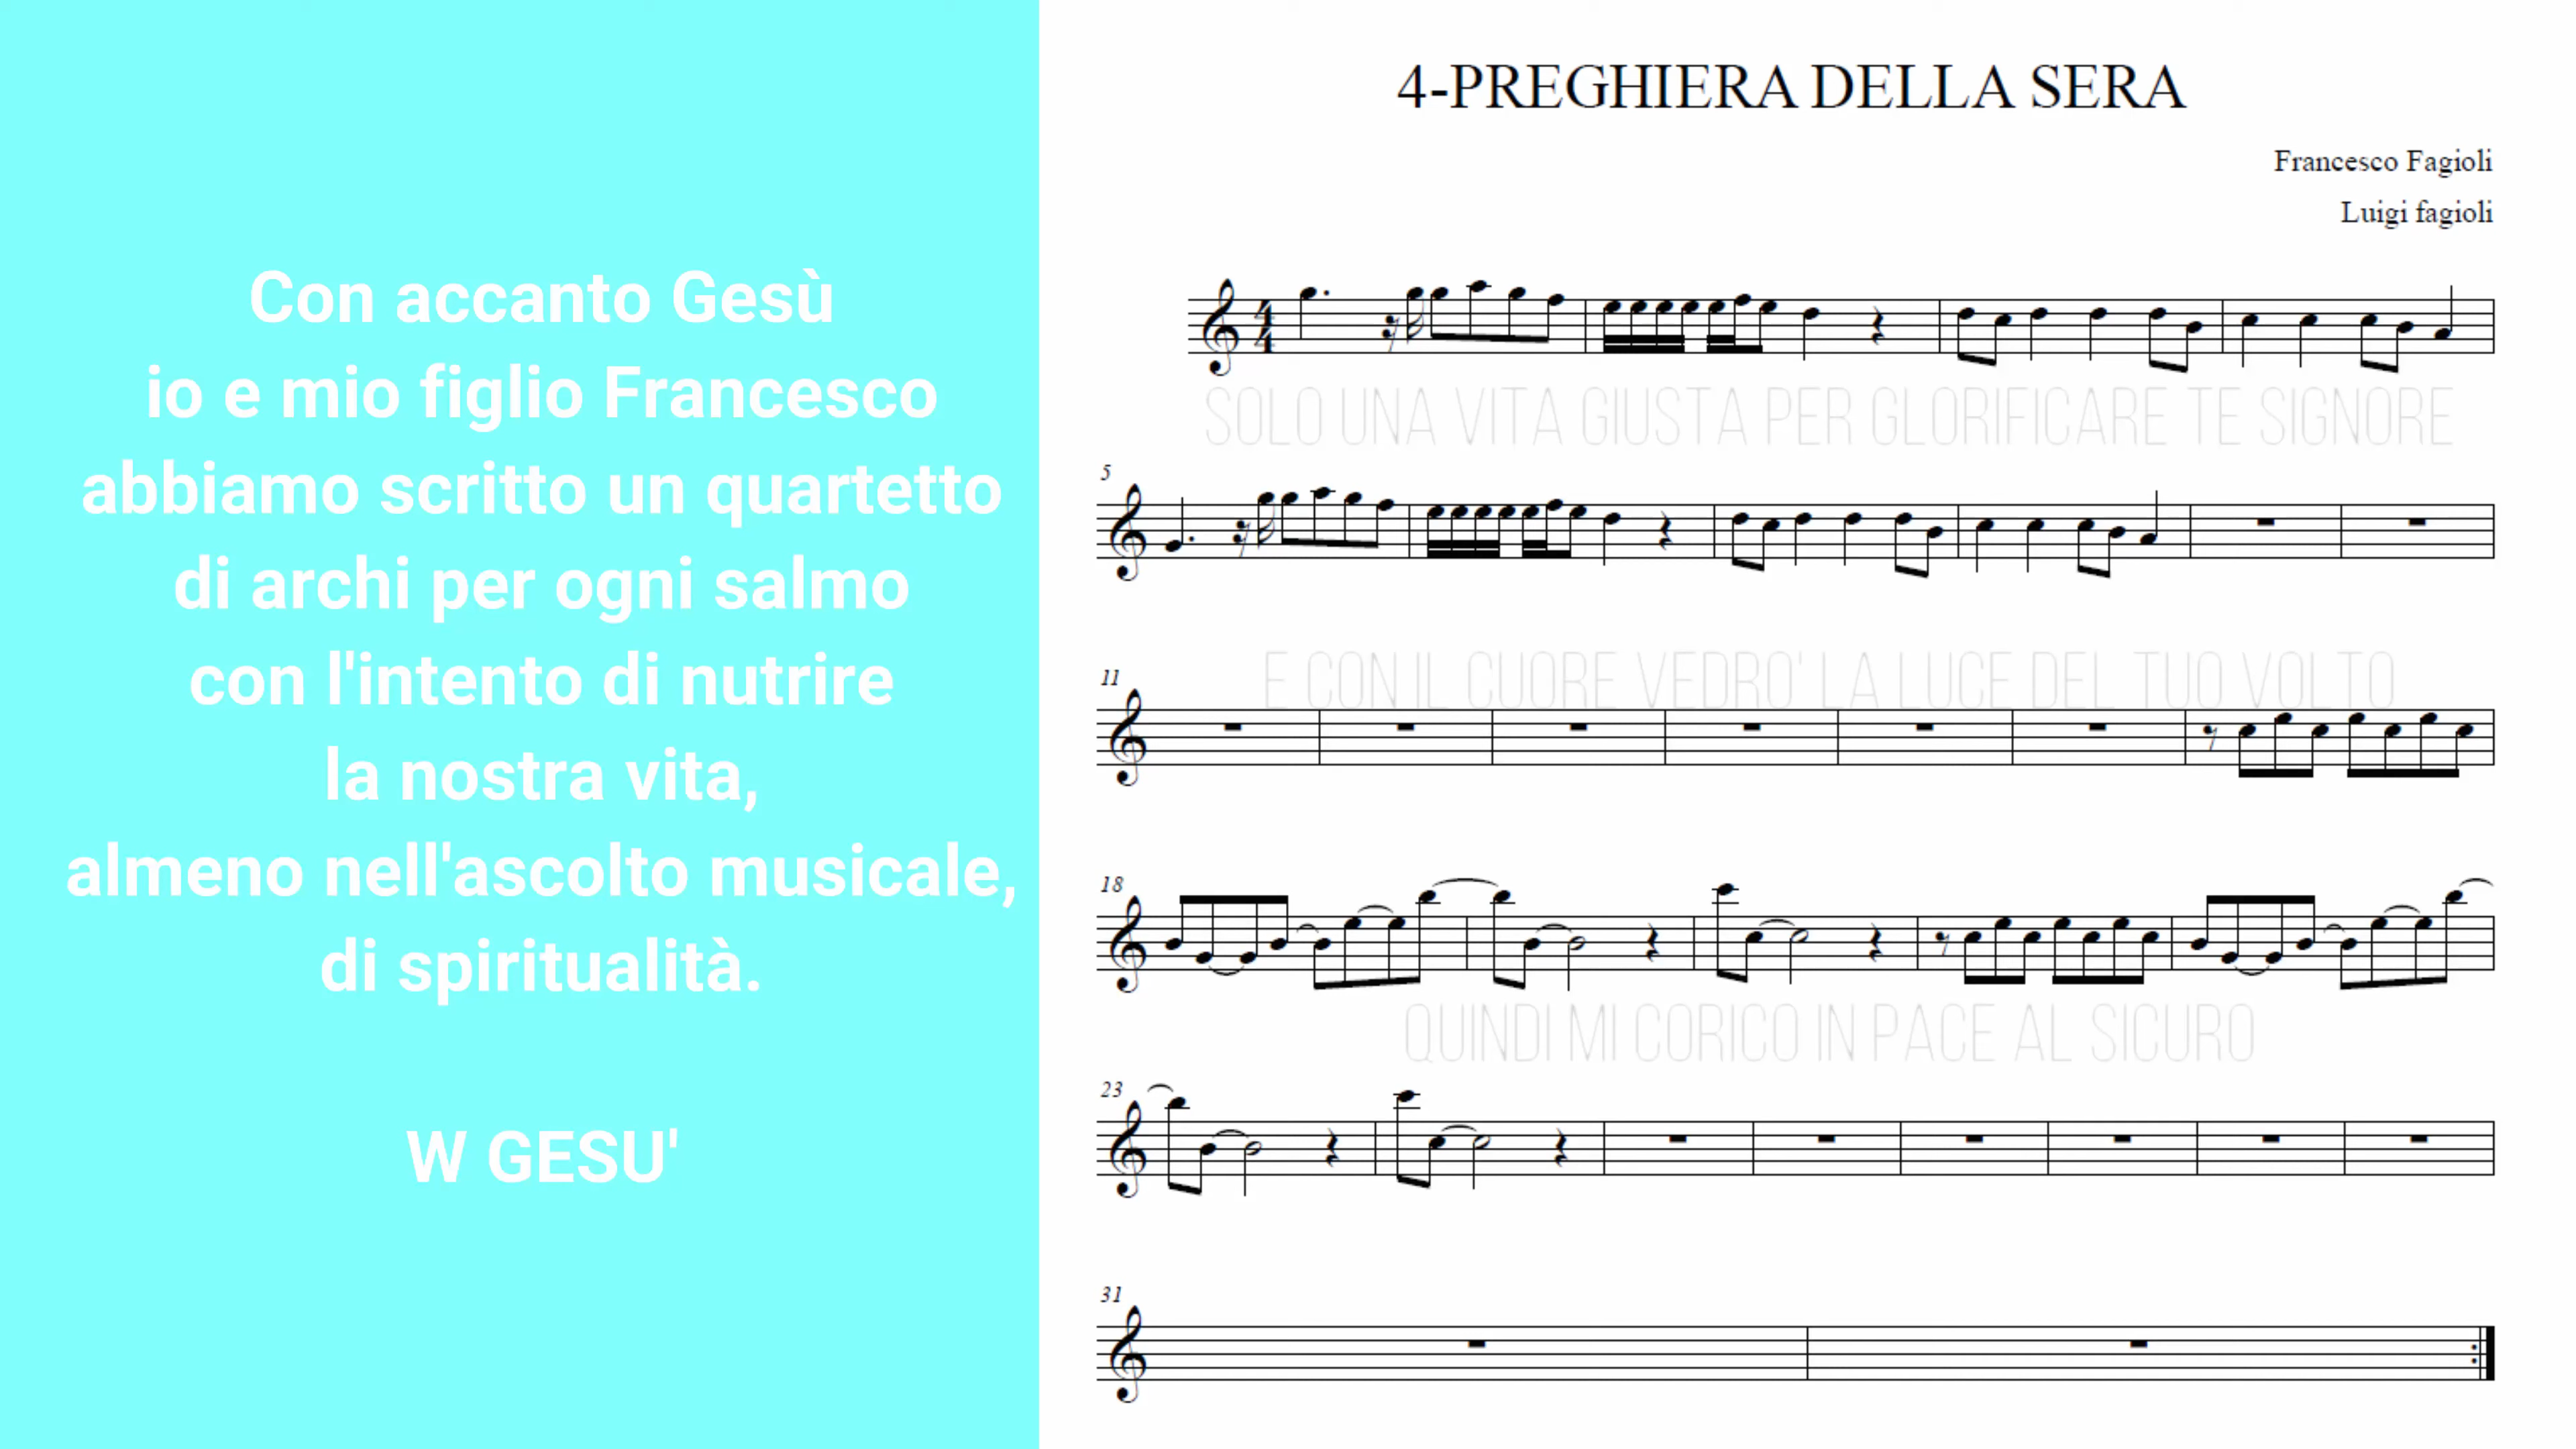 Con accanto Gesù
io e mio figlio Francesco
abbiamo scritto un quartetto
di archi per ogni salmo
con l'intento di nutrire
la nostra vita,
almeno nell'ascolto musicale,
di spiritualità.
W GESU'
4-PREGHIERA DELLA SERA
Francesco Fagioli
Luigi fagioli
4
4
SOLO UNA VITA GIUSTA PER GLORIFICARE TE SIGNORE
5
11
E CON IL CUORE VEDRO' LA LUCE DEL TUO VOLTO
18
QUINDI MI CORICO IN PACE AL SICURO
23
31